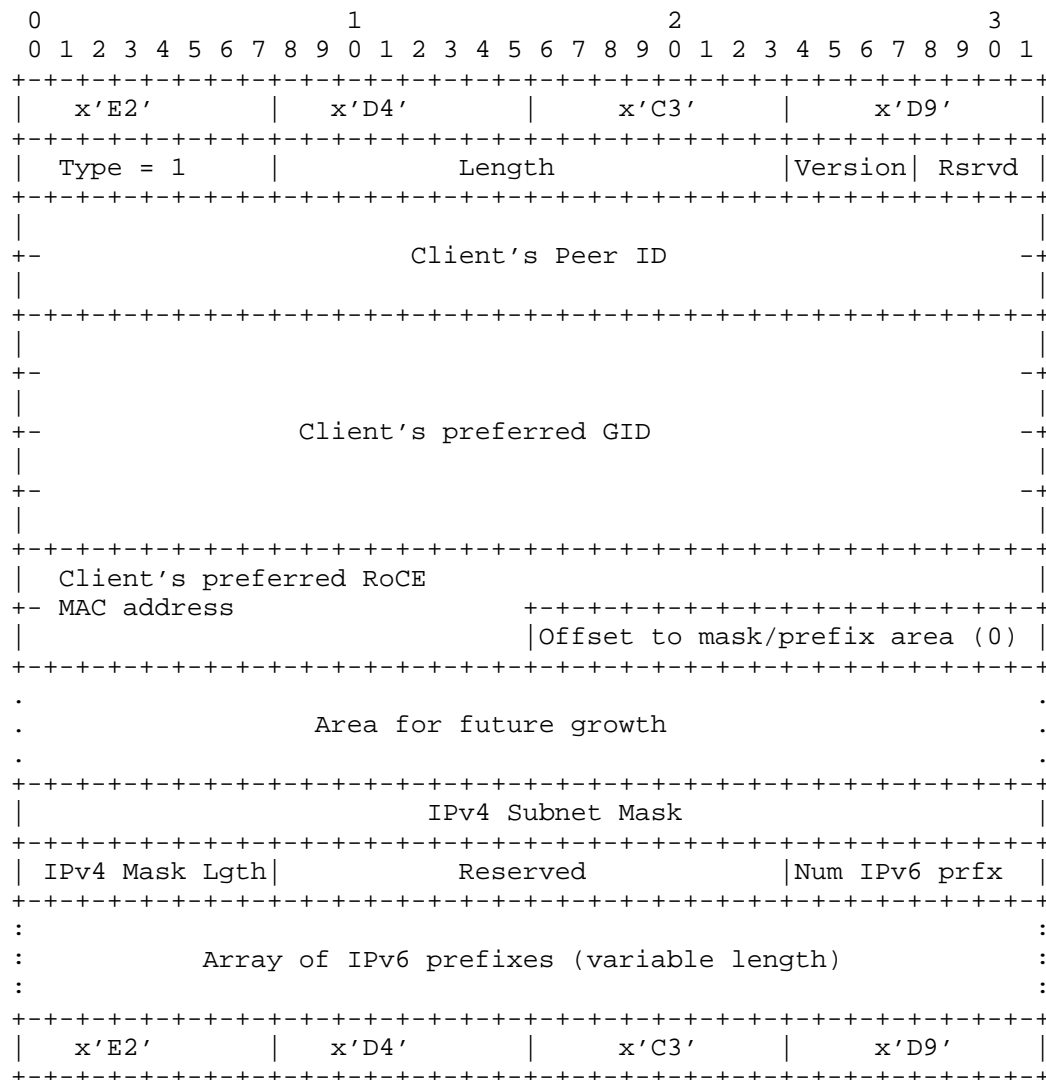 0                   1                   2                   3
 0 1 2 3 4 5 6 7 8 9 0 1 2 3 4 5 6 7 8 9 0 1 2 3 4 5 6 7 8 9 0 1
+-+-+-+-+-+-+-+-+-+-+-+-+-+-+-+-+-+-+-+-+-+-+-+-+-+-+-+-+-+-+-+-+
|   x'E2'       |   x'D4'       |     x'C3'     |     x'D9'     |
+-+-+-+-+-+-+-+-+-+-+-+-+-+-+-+-+-+-+-+-+-+-+-+-+-+-+-+-+-+-+-+-+
|  Type = 1     |           Length              |Version| Rsrvd |
+-+-+-+-+-+-+-+-+-+-+-+-+-+-+-+-+-+-+-+-+-+-+-+-+-+-+-+-+-+-+-+-+
|                                                               |
+-                       Client's Peer ID                      -+
|                                                               |
+-+-+-+-+-+-+-+-+-+-+-+-+-+-+-+-+-+-+-+-+-+-+-+-+-+-+-+-+-+-+-+-+
|                                                               |
+-                                                             -+
|                                                               |
+-                Client's preferred GID                       -+
|                                                               |
+-                                                             -+
|                                                               |
+-+-+-+-+-+-+-+-+-+-+-+-+-+-+-+-+-+-+-+-+-+-+-+-+-+-+-+-+-+-+-+-+
|  Client's preferred RoCE                                      |
+- MAC address                  +-+-+-+-+-+-+-+-+-+-+-+-+-+-+-+-+
|                               |Offset to mask/prefix area (0) |
+-+-+-+-+-+-+-+-+-+-+-+-+-+-+-+-+-+-+-+-+-+-+-+-+-+-+-+-+-+-+-+-+
.                                                               .
.                  Area for future growth                       .
.                                                               .
+-+-+-+-+-+-+-+-+-+-+-+-+-+-+-+-+-+-+-+-+-+-+-+-+-+-+-+-+-+-+-+-+
|                         IPv4 Subnet Mask                      |
+-+-+-+-+-+-+-+-+-+-+-+-+-+-+-+-+-+-+-+-+-+-+-+-+-+-+-+-+-+-+-+-+
| IPv4 Mask Lgth|           Reserved            |Num IPv6 prfx  |
+-+-+-+-+-+-+-+-+-+-+-+-+-+-+-+-+-+-+-+-+-+-+-+-+-+-+-+-+-+-+-+-+
:                                                               :
:           Array of IPv6 prefixes (variable length)            :
:                                                               :
+-+-+-+-+-+-+-+-+-+-+-+-+-+-+-+-+-+-+-+-+-+-+-+-+-+-+-+-+-+-+-+-+
|   x'E2'       |   x'D4'       |     x'C3'     |     x'D9'     |
+-+-+-+-+-+-+-+-+-+-+-+-+-+-+-+-+-+-+-+-+-+-+-+-+-+-+-+-+-+-+-+-+